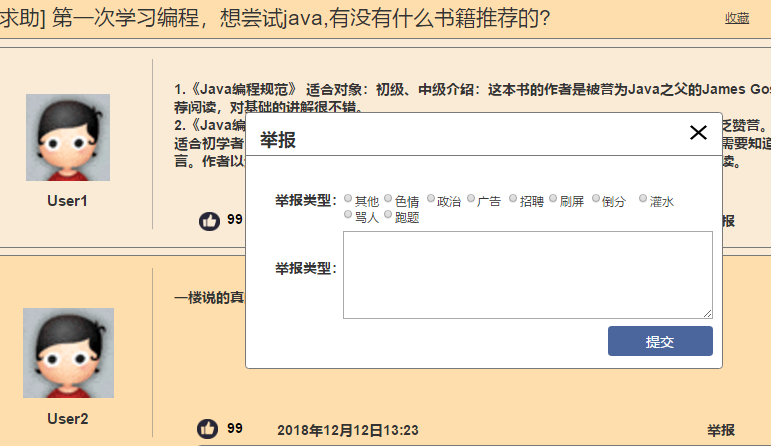 求助] 第一次学习编程，想尝试java,有没有什么书籍推荐的?
收藏
1.《Java编程规范》 适合对象：初级、中级介绍：这本书的作者是被誉为Java之父的James Gos
荐阅读，对基础的讲解很不错。
2.《Java编
泛赞誉。
适合初学者
需要知道
言。作者以
读。
User1
99
报
举报
举报类型：
其他 色情 政治 广告 招聘 刷屏 倒分 灌水
骂人 跑题
举报类型：
提交
一楼说的真
User2
99
2018年12月12日13:23
举报